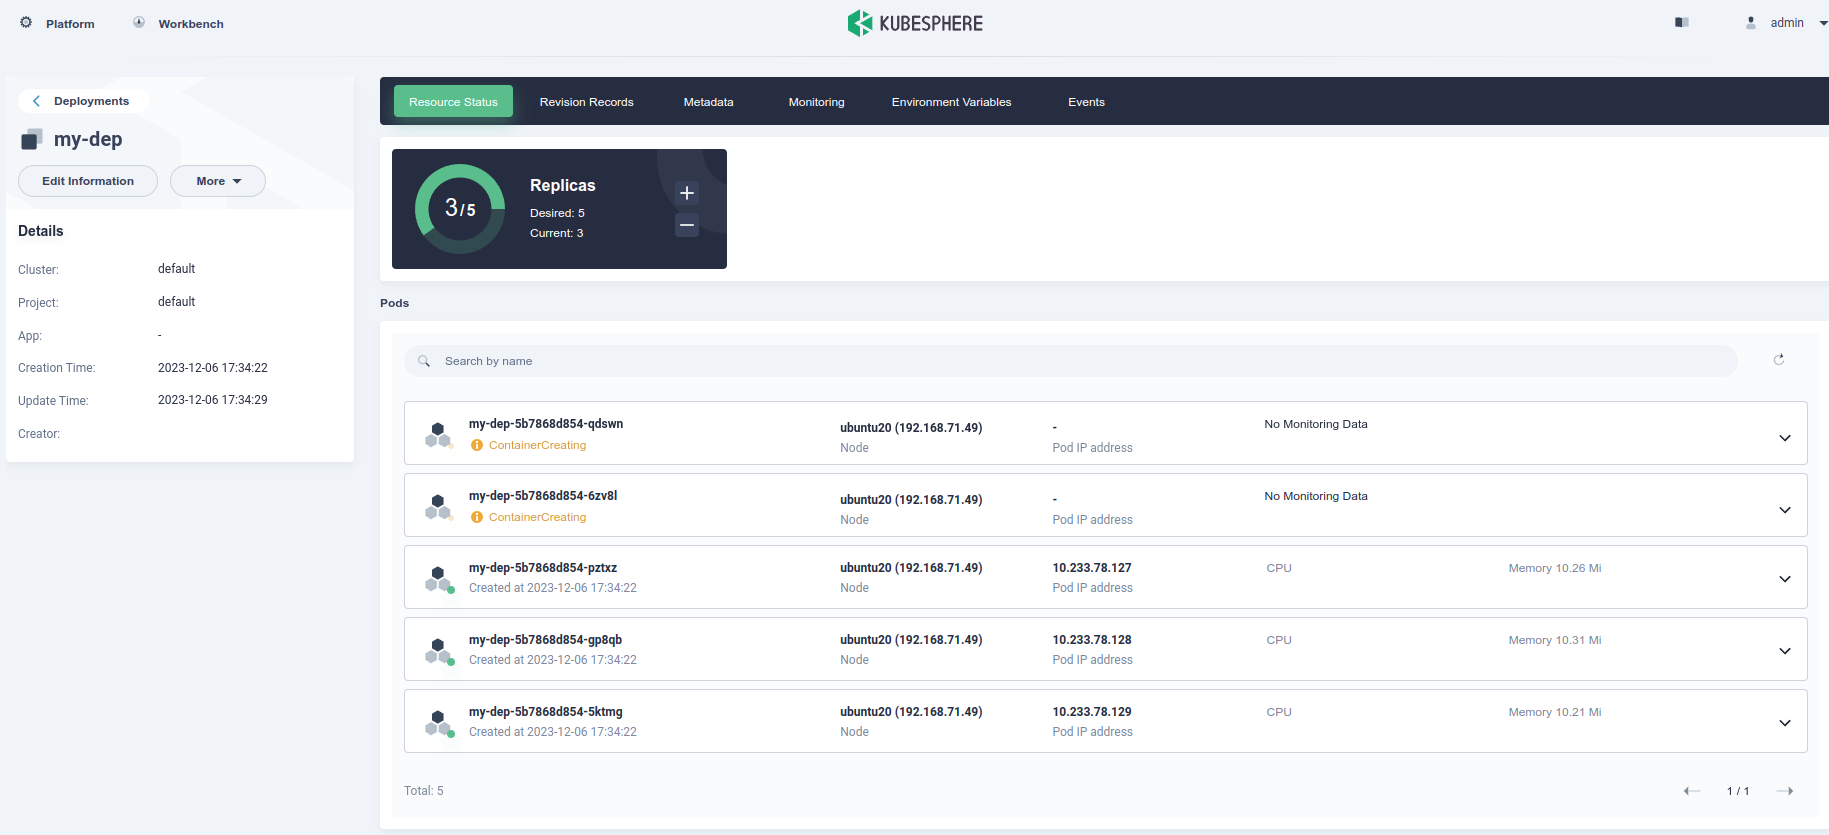 Platform
Workbench
KUBESPHERE
admin
Deployments
my-dep
Edit Information
More
Details
Cluster: default
Project: default
App: -
Creation Time: 2023-12-06 17:34:22
Update Time: 2023-12-06 17:34:29
Creator:
Resource Status
Revision Records
Metadata
Monitoring
Environment Variables
Events
3/5
Replicas
Desired: 5
Current: 3
Pods
Search by name
my-dep-5b7868d854-qdswn
ContainerCreating
ubuntu20 (192.168.71.49)
Node
-
Pod IP address
No Monitoring Data
my-dep-5b7868d854-6zv8l
ContainerCreating
ubuntu20 (192.168.71.49)
Node
-
Pod IP address
No Monitoring Data
my-dep-5b7868d854-pztxz
Created at 2023-12-06 17:34:22
ubuntu20 (192.168.71.49)
Node
10.233.78.127
Pod IP address
CPU
Memory 10.26 Mi
my-dep-5b7868d854-gp8qb
Created at 2023-12-06 17:34:22
ubuntu20 (192.168.71.49)
Node
10.233.78.128
Pod IP address
CPU
Memory 10.31 Mi
my-dep-5b7868d854-5ktmg
Created at 2023-12-06 17:34:22
ubuntu20 (192.168.71.49)
Node
10.233.78.129
Pod IP address
CPU
Memory 10.21 Mi
Total: 5
1 / 1